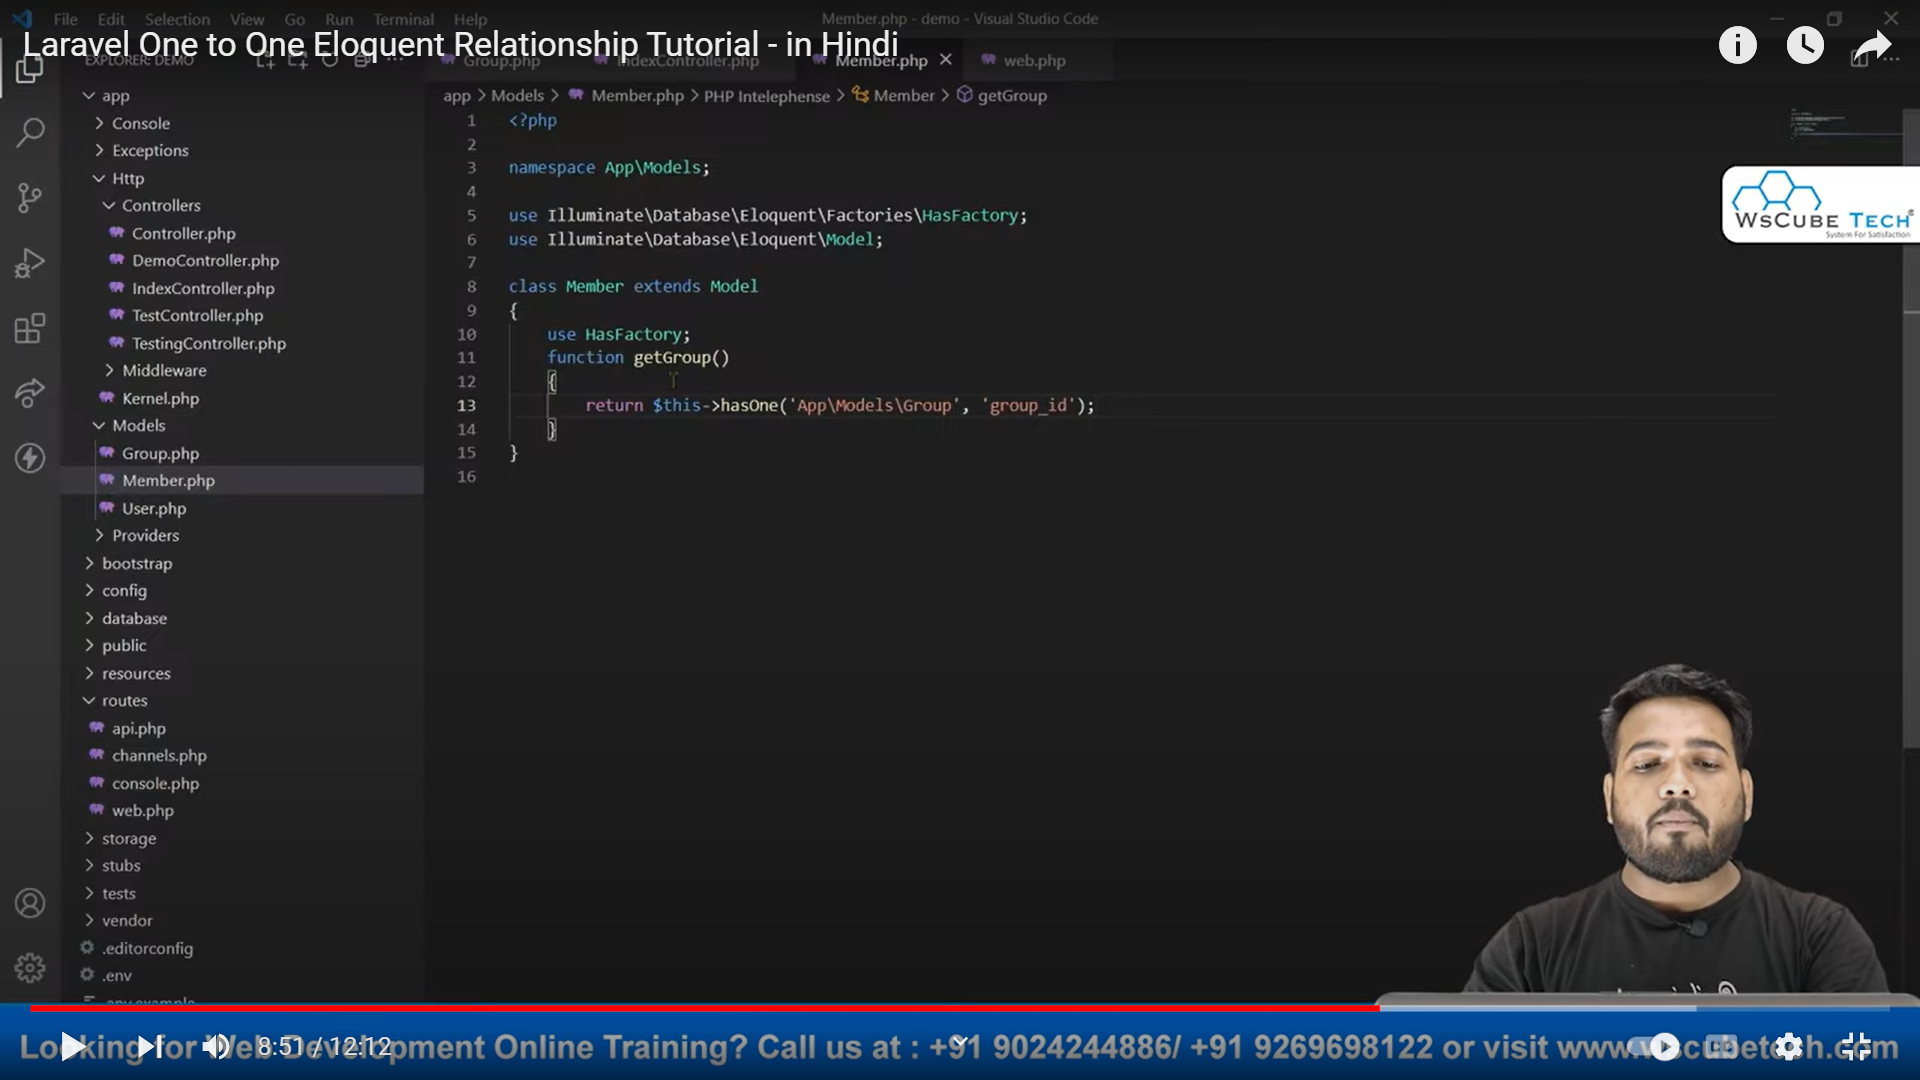 File Edit Selection View Go Run Terminal Help
Member.php - demo - Visual Studio Code
Laravel One to One Eloquent Relationship Tutorial - in Hindi
EXPLORER: DEMO
Group.php
IndexController.php
Member.php
web.php
app
Console
Exceptions
Http
Controllers
Controller.php
DemoController.php
IndexController.php
TestController.php
TestingController.php
Middleware
Kernel.php
Models
Group.php
Member.php
User.php
Providers
bootstrap
config
database
public
resources
routes
api.php
channels.php
console.php
web.php
storage
stubs
tests
vendor
.editorconfig
.env
.env.example
app > Models > Member.php > PHP Intelephense > Member > getGroup
1 <?php
2
3 namespace App\Models;
4
5 use Illuminate\Database\Eloquent\Factories\HasFactory;
6 use Illuminate\Database\Eloquent\Model;
7
8 class Member extends Model
9 {
10 use HasFactory;
11 function getGroup()
12 {
13 return $this->hasOne('App\Models\Group', 'group_id');
14 }
15 }
16
WsCube Tech
System For Satisfaction
8:51 / 12:12
Looking for Web Development Online Training? Call us at : +91 9024244886/ +91 9269698122 or visit www.wscubetech.com